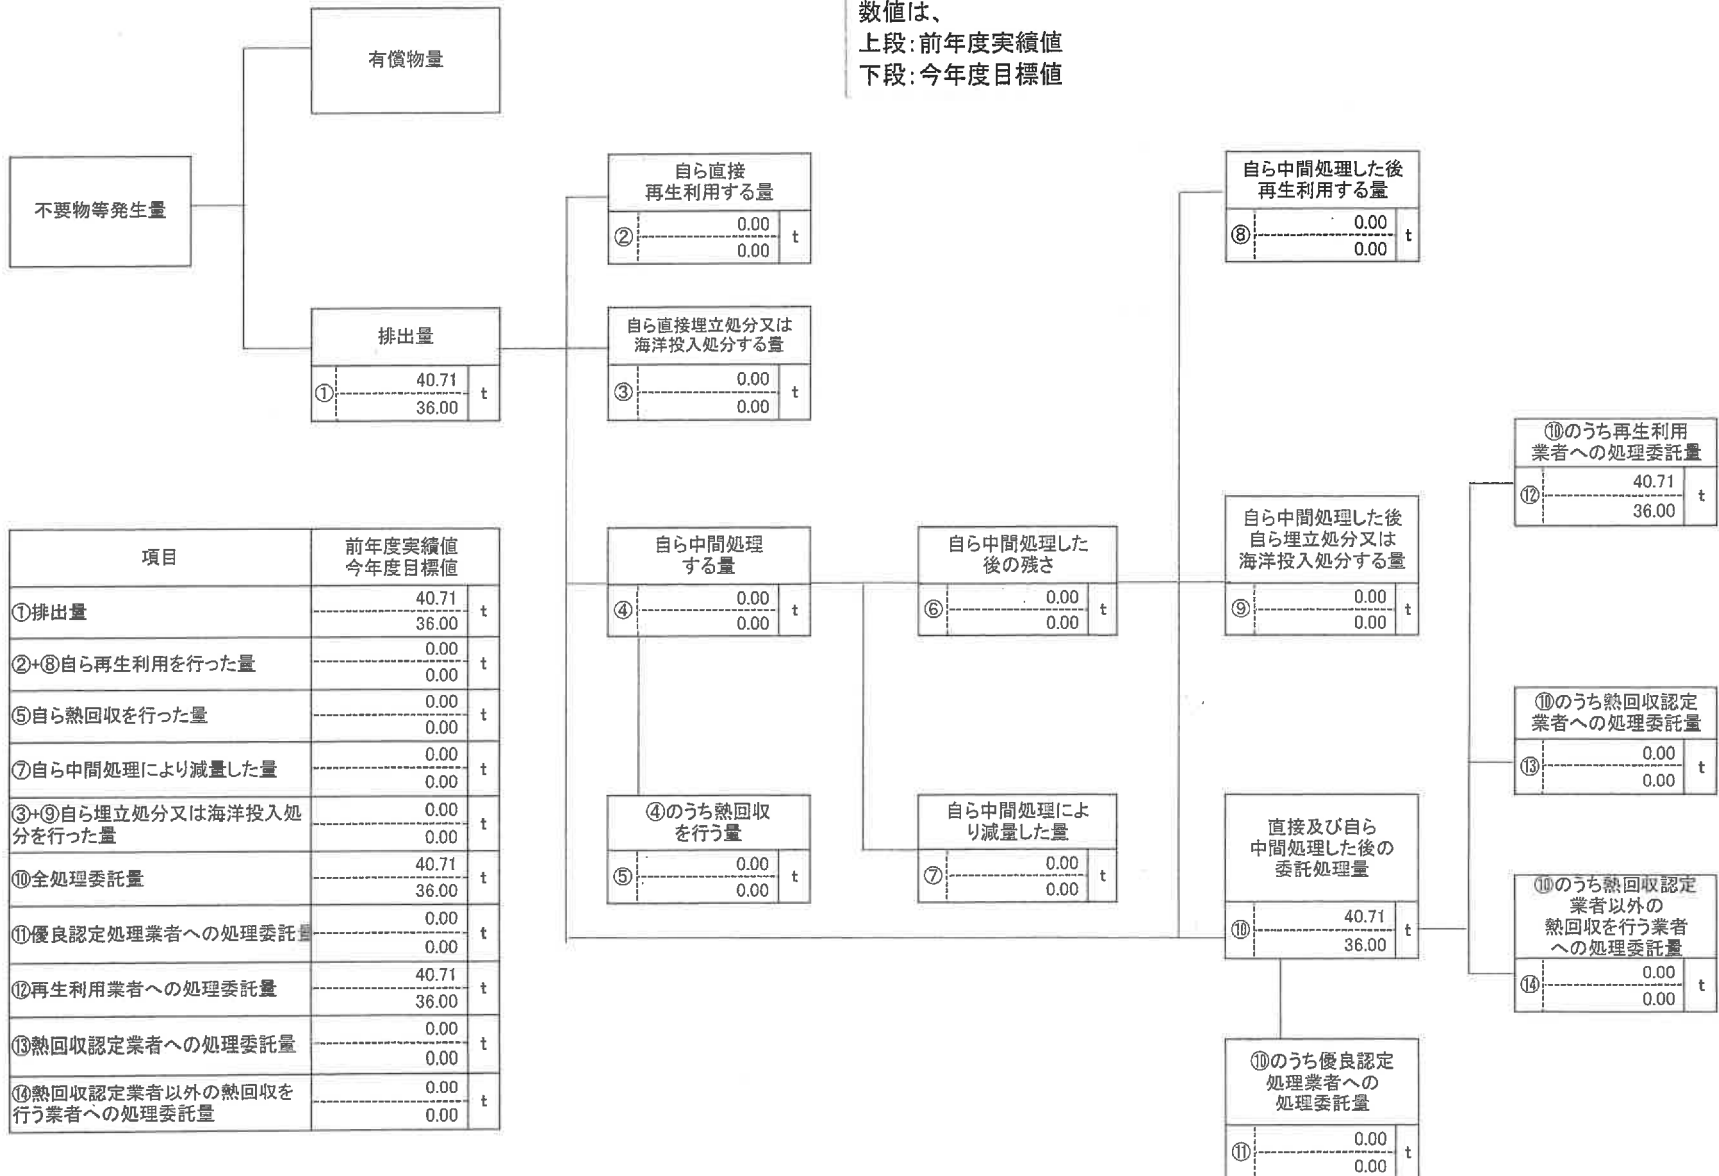 数値は、
上段:前年度実績値
下段:今年度目標値
有償物量
不要物等発生量
排出量
① 40.71 t
36.00
自ら直接
再生利用する量
② 0.00 t
0.00
自ら直接埋立処分又は
海洋投入処分する量
③ 0.00 t
0.00
自ら中間処理した後
再生利用する量
⑧ 0.00 t
0.00
自ら中間処理
する量
④ 0.00 t
0.00
自ら中間処理した
後の残さ
⑥ 0.00 t
0.00
自ら中間処理した後
自ら埋立処分又は
海洋投入処分する量
⑨ 0.00 t
0.00
④のうち熱回収
を行う量
⑤ 0.00 t
0.00
自ら中間処理によ
り減量した量
⑦ 0.00 t
0.00
直接及び自ら
中間処理した後の
委託処理量
⑩ 40.71 t
36.00
⑩のうち再生利用
業者への処理委託量
⑫ 40.71 t
36.00
⑩のうち熱回収認定
業者への処理委託量
⑬ 0.00 t
0.00
⑩のうち熱回収認定
業者以外の
熱回収を行う業者
への処理委託量
⑭ 0.00 t
0.00
⑩のうち優良認定
処理業者への
処理委託量
⑪ 0.00 t
0.00
項目 前年度実績値
今年度目標値
①排出量 40.71 t
36.00
②+⑧自ら再生利用を行った量 0.00 t
0.00
⑤自ら熱回収を行った量 0.00 t
0.00
⑦自ら中間処理により減量した量 0.00 t
0.00
③+⑨自ら埋立処分又は海洋投入処 0.00 t
分を行った量 0.00
⑩全処理委託量 40.71 t
36.00
⑪優良認定処理業者への処理委託量 0.00 t
0.00
⑫再生利用業者への処理委託量 40.71 t
36.00
⑬熱回収認定業者への処理委託量 0.00 t
0.00
⑭熱回収認定業者以外の熱回収を 0.00 t
行う業者への処理委託量 0.00